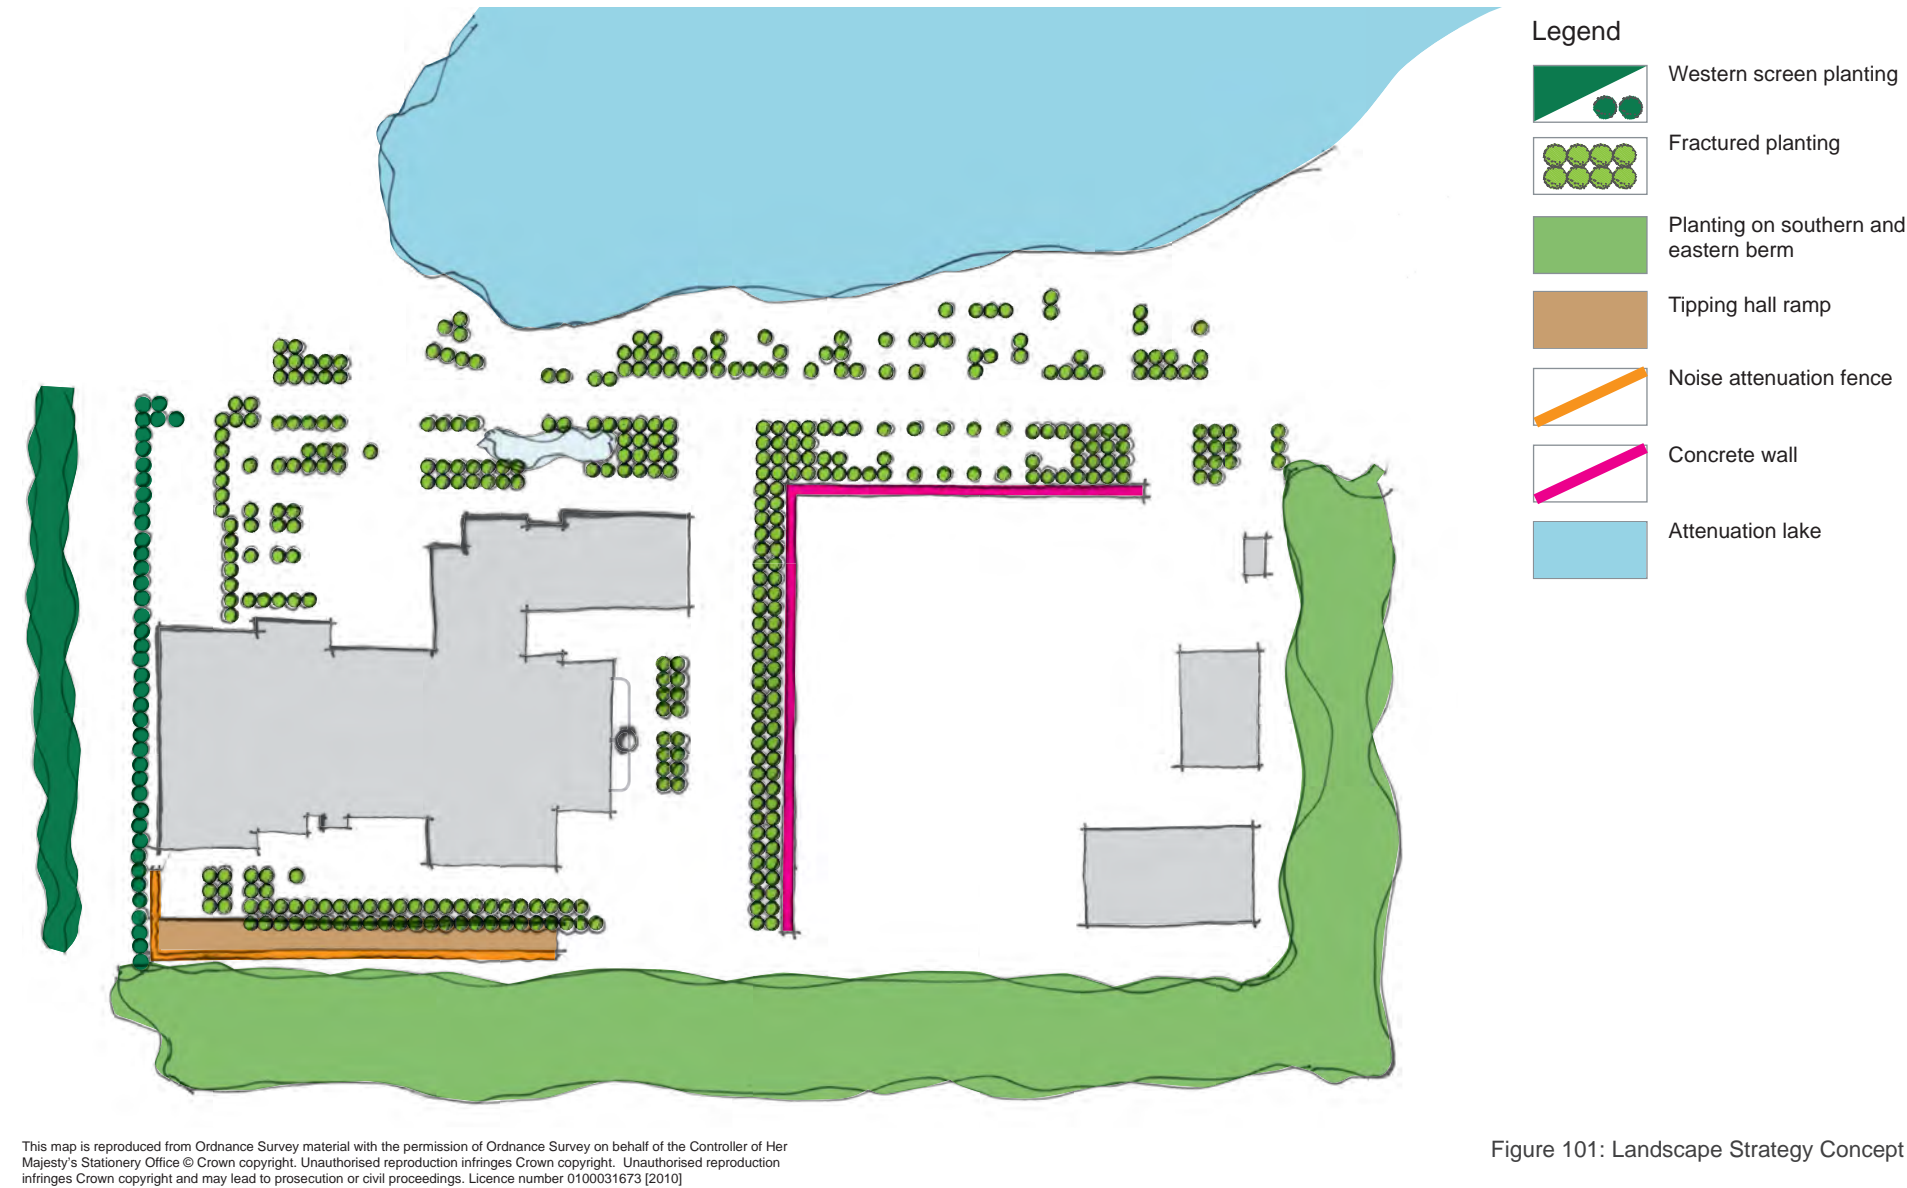 Legend
Western screen planting
Fractured planting
Planting on southern and
eastern berm
Tipping hall ramp
Noise attenuation fence
Concrete wall
Attenuation lake
This map is reproduced from Ordnance Survey material with the permission of Ordnance Survey on behalf of the Controller of Her
Majesty's Stationery Office © Crown copyright. Unauthorised reproduction infringes Crown copyright.  Unauthorised reproduction
infringes Crown copyright and may lead to prosecution or civil proceedings. Licence number 0100031673 [2010]
Figure 101: Landscape Strategy Concept